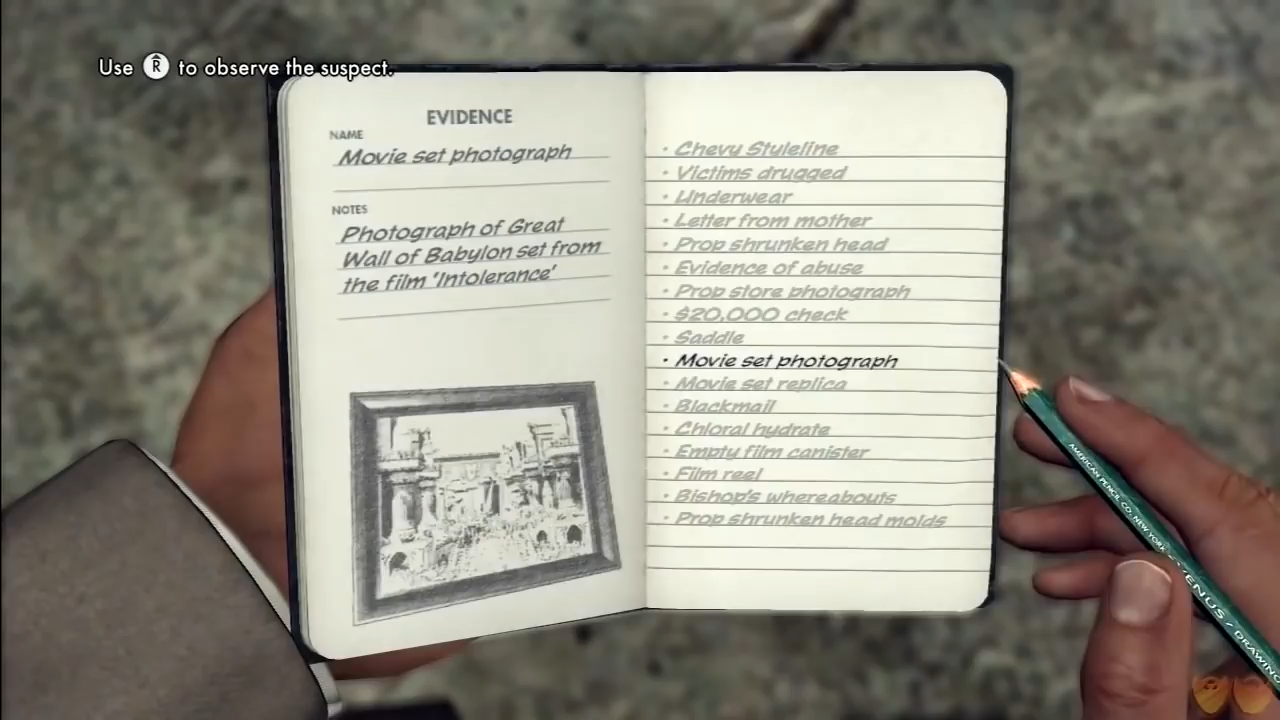 Use R to observe the suspect.
EVIDENCE
NAME
Movie set photograph
NOTES
Photograph of Great
Wall of Babylon set from
the film 'Intolerance'
• Chevy Styleline
• Victims drugged
• Underwear
• Letter from mother
• Prop shrunken head
• Evidence of abuse
• Prop store photograph
• $20,000 check
• Saddle
• Movie set photograph
• Movie set replica
• Blackmail
• Chloral hydrate
• Empty film canister
• Film reel
• Bishop's whereabouts
• Prop shrunken head molds
AMERICAN PENCIL CO. NEW YORK VENUS / DRAWING